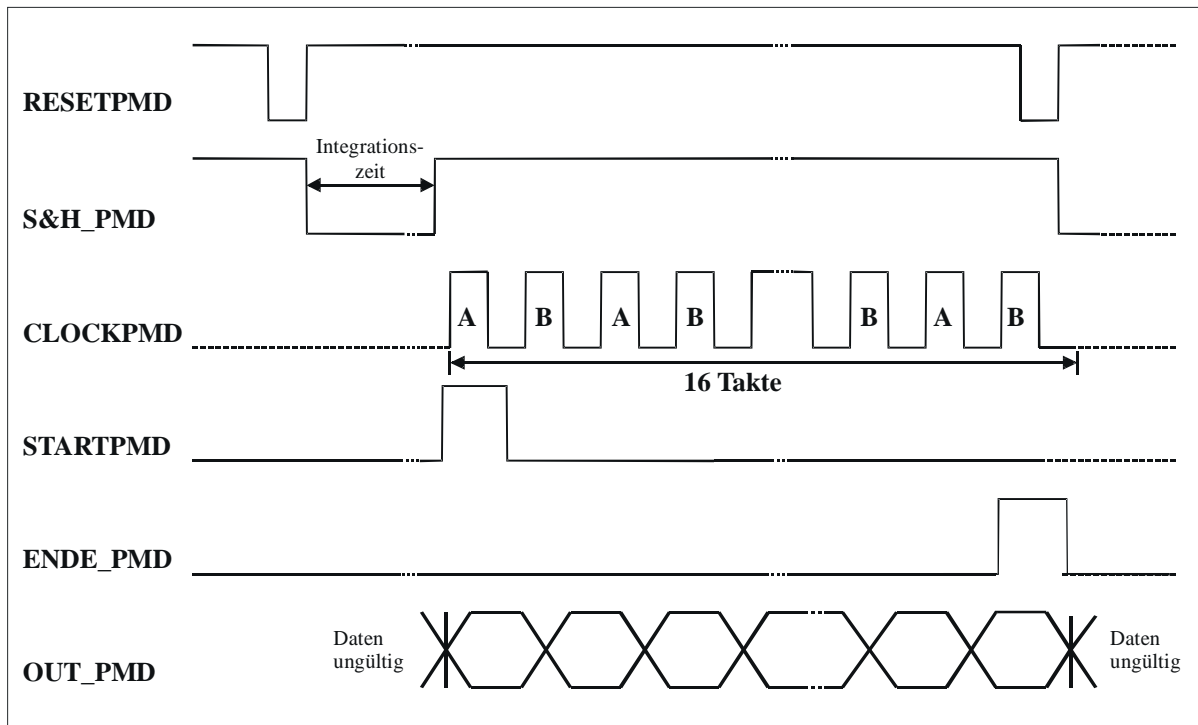 RESETPMD
Integrations-
zeit
S&H_PMD
A B A B B A B
CLOCKPMD
16 Takte
STARTPMD
ENDE_PMD
Daten
ungültig
Daten
ungültig
OUT_PMD